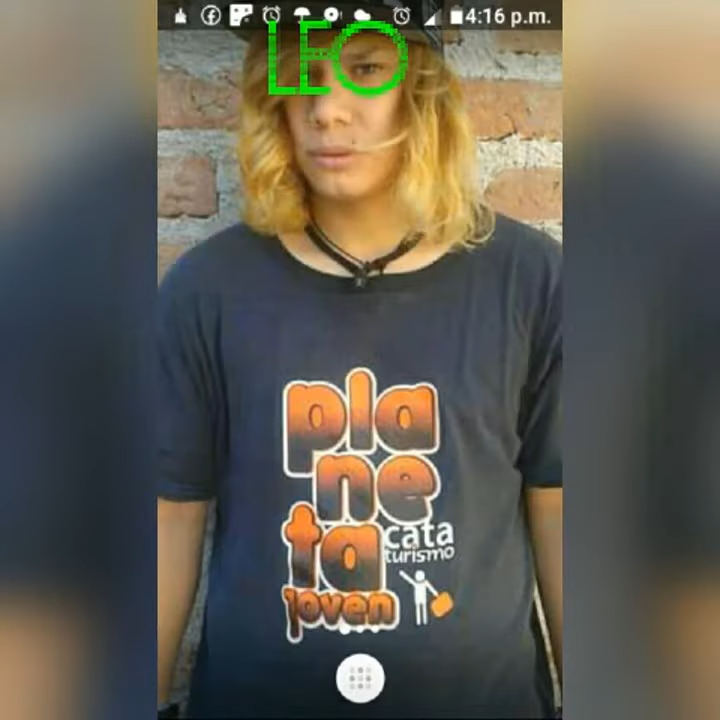 4:16 p.m.
LEO
pla
ne
ta
cata
turismo
joven